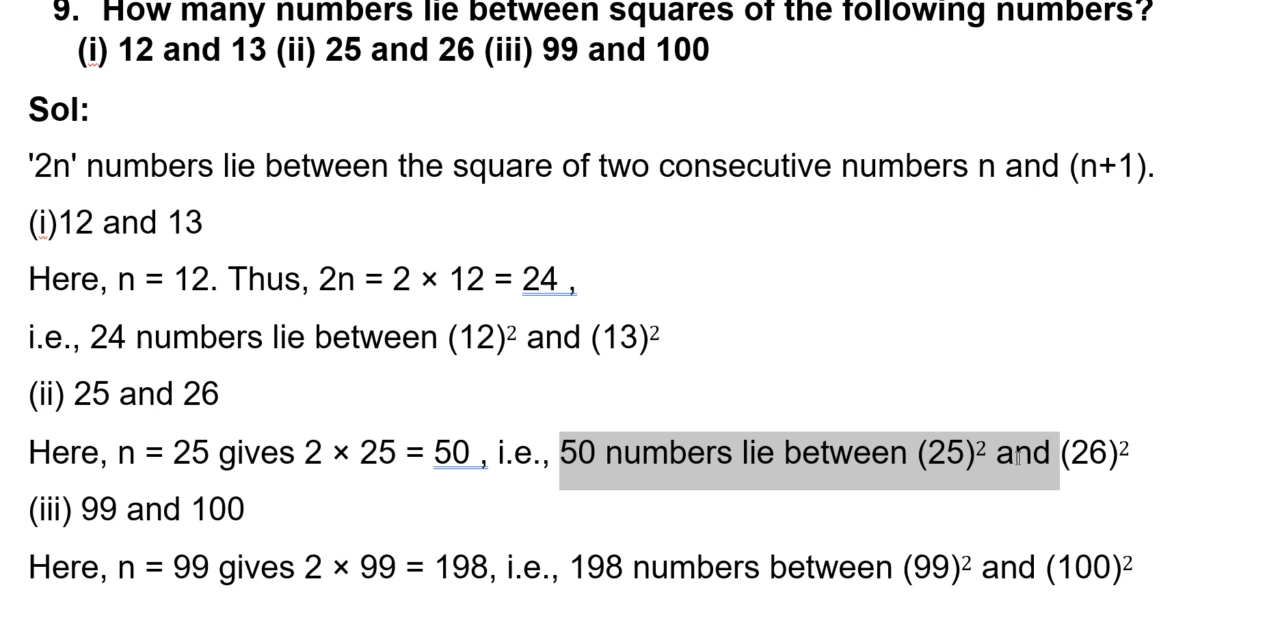 9. How many numbers lie between squares of the following numbers?
(i) 12 and 13 (ii) 25 and 26 (iii) 99 and 100
Sol:
'2n' numbers lie between the square of two consecutive numbers n and (n+1).
(i)12 and 13
Here, n = 12. Thus, 2n = 2 × 12 = 24 ,
i.e., 24 numbers lie between (12)² and (13)²
(ii) 25 and 26
Here, n = 25 gives 2 × 25 = 50 , i.e., 50 numbers lie between (25)² and (26)²
(iii) 99 and 100
Here, n = 99 gives 2 × 99 = 198, i.e., 198 numbers between (99)² and (100)²